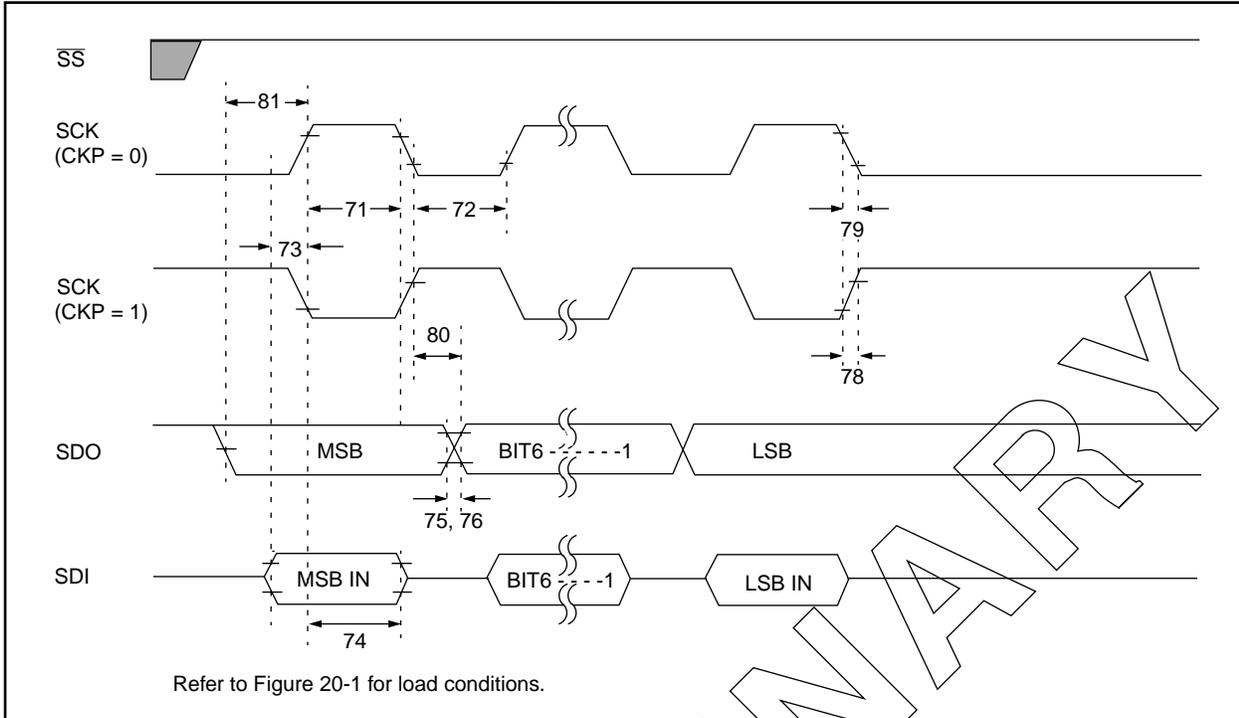 SS
81
SCK
(CKP = 0)
71
72
79
73
SCK
(CKP = 1)
80
78
SDO
MSB
BIT6 - - - - - -1
LSB
75, 76
SDI
MSB IN
BIT6 - - - -1
LSB IN
74
Refer to Figure 20-1 for load conditions.
NARY